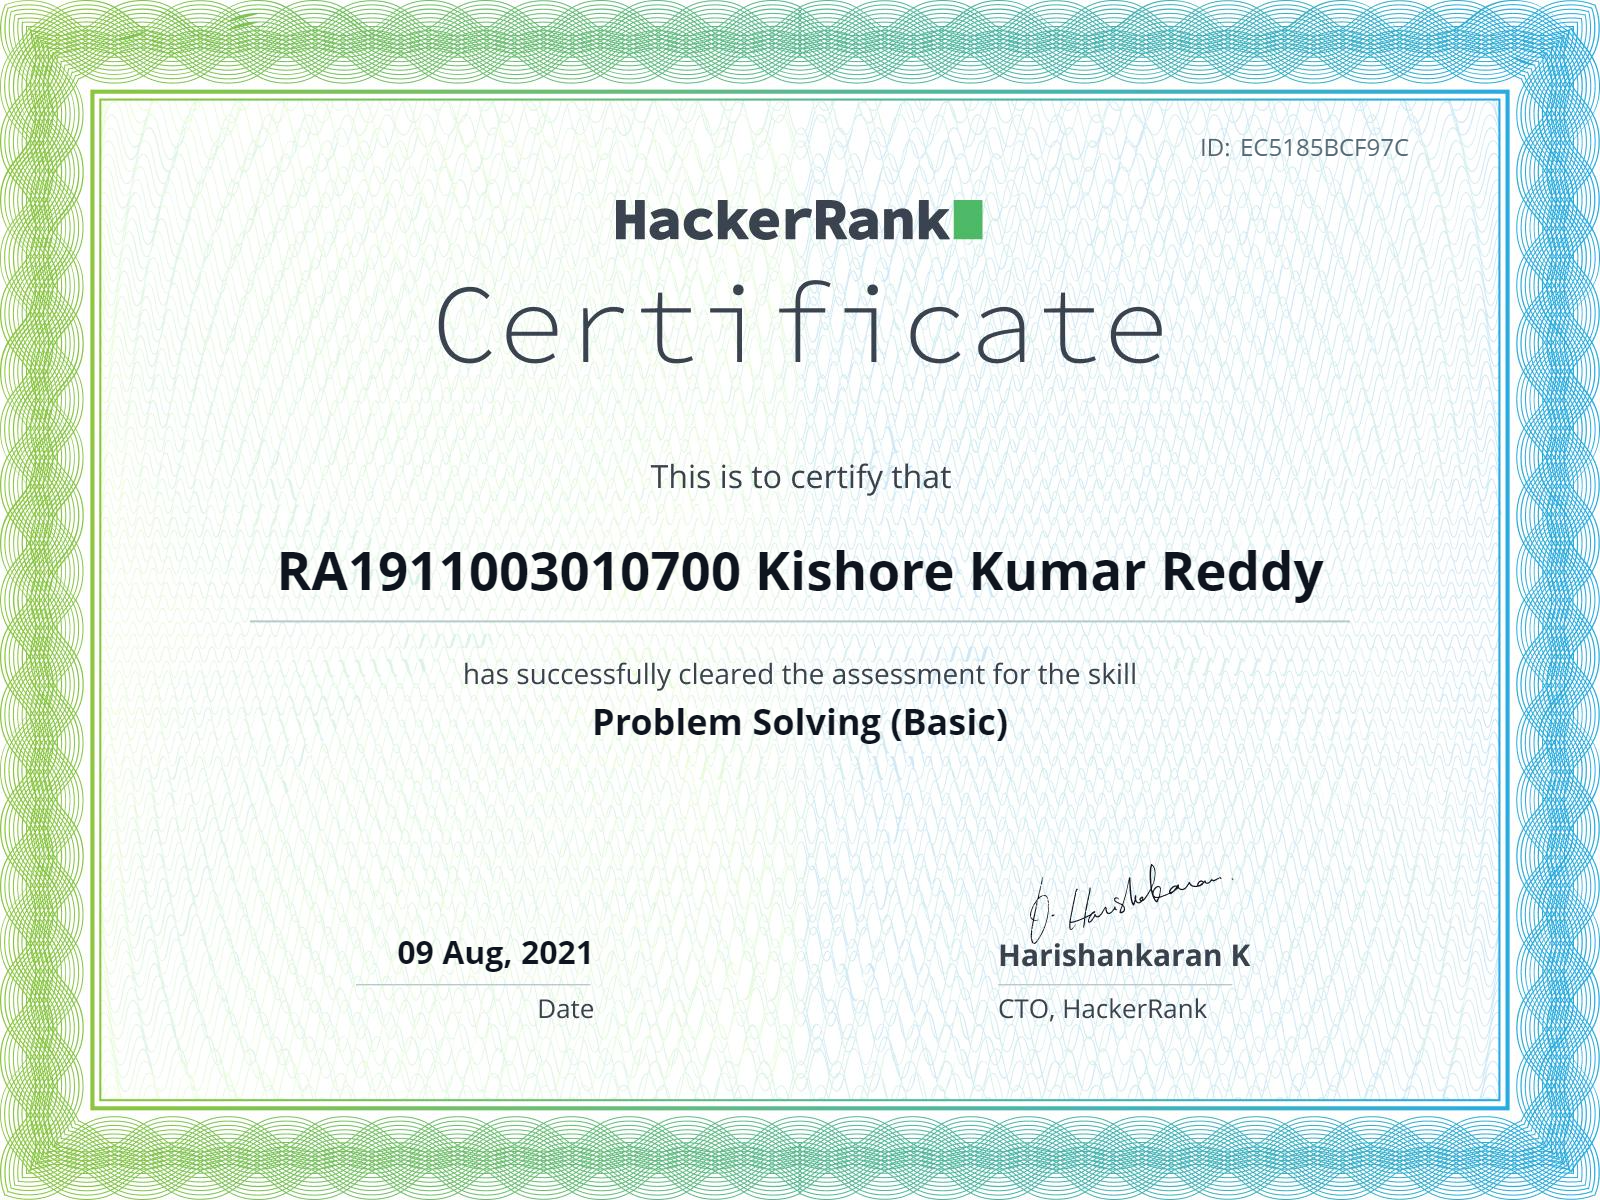 ID: EC5185BCF97C
HackerRank
Certificate
This is to certify that
RA1911003010700 Kishore Kumar Reddy
has successfully cleared the assessment for the skill
Problem Solving (Basic)
09 Aug, 2021
Date
Harishankaran K
CTO, HackerRank